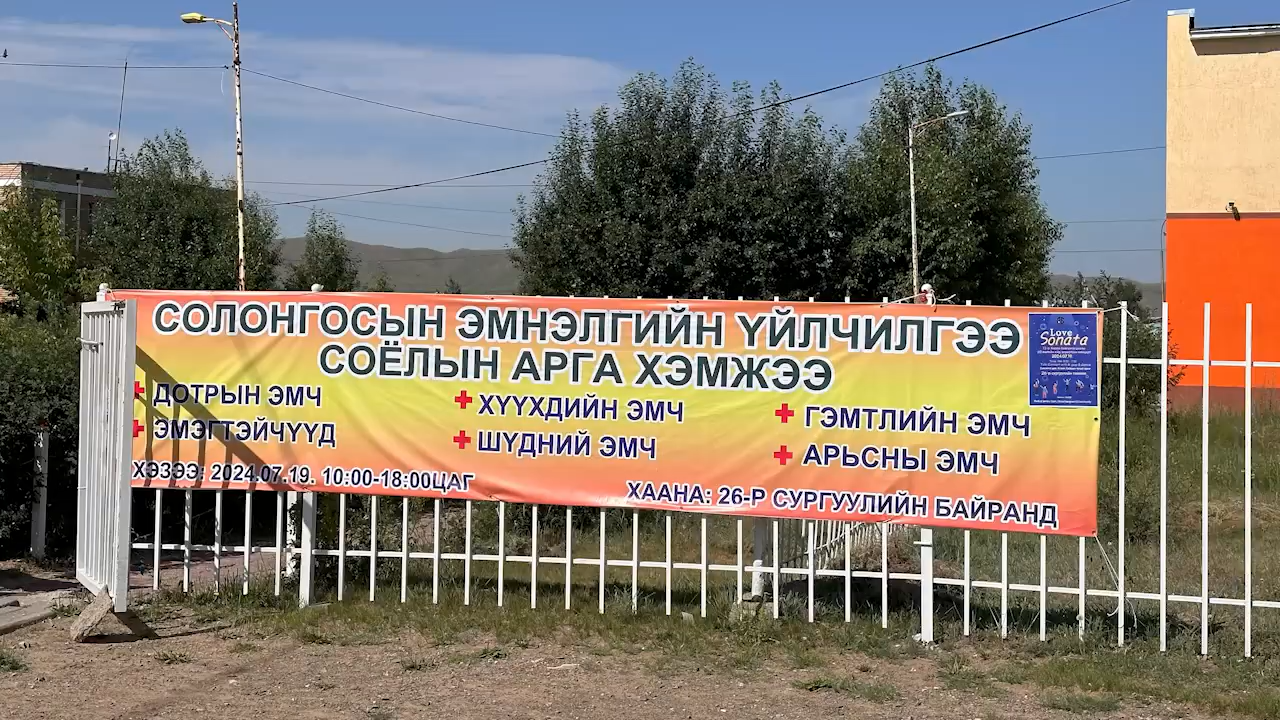 СОЛОНГОСЫН ЭМНЭЛГИЙН ҮЙЛЧИЛГЭЭ
СОЁЛЫН АРГА ХЭМЖЭЭ
ДОТРЫН ЭМЧ
ХҮҮХДИЙН ЭМЧ
ГЭМТЛИЙН ЭМЧ
ЭМЭГТЭЙЧҮҮД
ШҮДНИЙ ЭМЧ
АРЬСНЫ ЭМЧ
ХЭЗЭЭ: 2024.07.19. 10:00-18:00ЦАГ
ХААНА: 26-Р СУРГУУЛИЙН БАЙРАНД
Love
Sonata